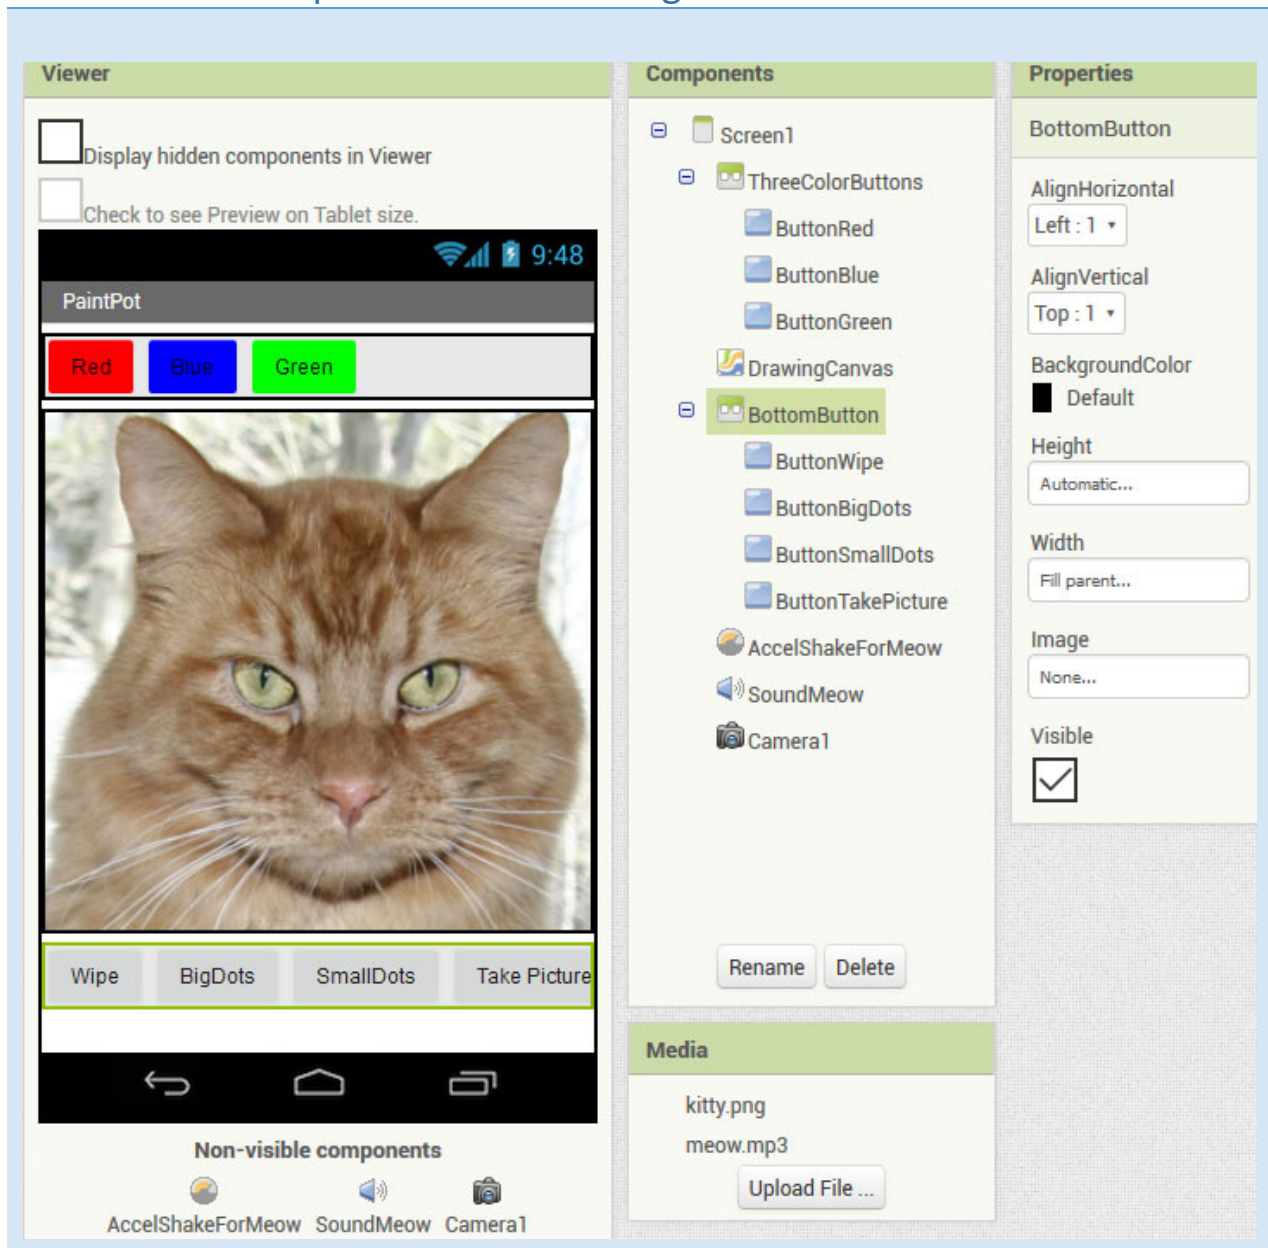 Viewer
Display hidden components in Viewer
Check to see Preview on Tablet size.
9:48
PaintPot
Red Blue Green
Wipe BigDots SmallDots Take Picture
Non-visible components
AccelShakeForMeow SoundMeow Camera1
Components
Screen1
ThreeColorButtons
ButtonRed
ButtonBlue
ButtonGreen
DrawingCanvas
BottomButton
ButtonWipe
ButtonBigDots
ButtonSmallDots
ButtonTakePicture
AccelShakeForMeow
SoundMeow
Camera1
Rename Delete
Media
kitty.png
meow.mp3
Upload File ...
Properties
BottomButton
AlignHorizontal
Left : 1
AlignVertical
Top : 1
BackgroundColor
Default
Height
Automatic...
Width
Fill parent...
Image
None...
Visible